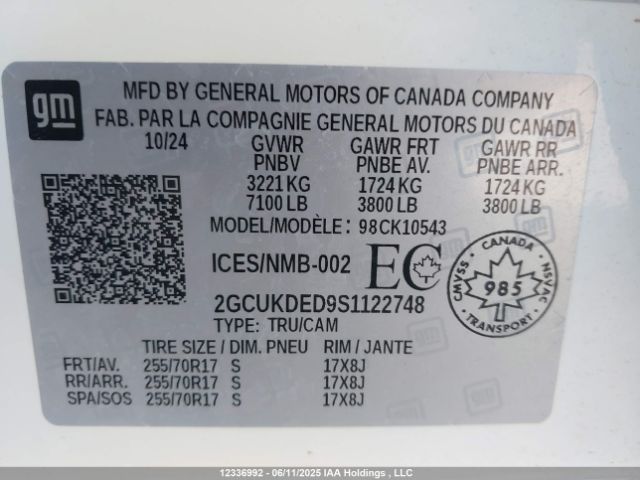 gm
MFD BY GENERAL MOTORS OF CANADA COMPANY
FAB. PAR LA COMPAGNIE GENERAL MOTORS DU CANADA
10/24 GVWR GAWR FRT GAWR RR
PNBV PNBE AV. PNBE ARR.
3221 KG 1724 KG 1724 KG
7100 LB 3800 LB 3800 LB
MODEL/MODÈLE: 98CK10543
ICES/NMB-002 EC
CANADA
CMVSS 985 NSVAC
TRANSPORT
2GCUKDED9S1122748
TYPE: TRU/CAM
TIRE SIZE / DIM. PNEU RIM / JANTE
FRT/AV. 255/70R17 S 17X8J
RR/ARR. 255/70R17 S 17X8J
SPA/SOS 255/70R17 S 17X8J
12336992 - 06/11/2025 IAA Holdings , LLC